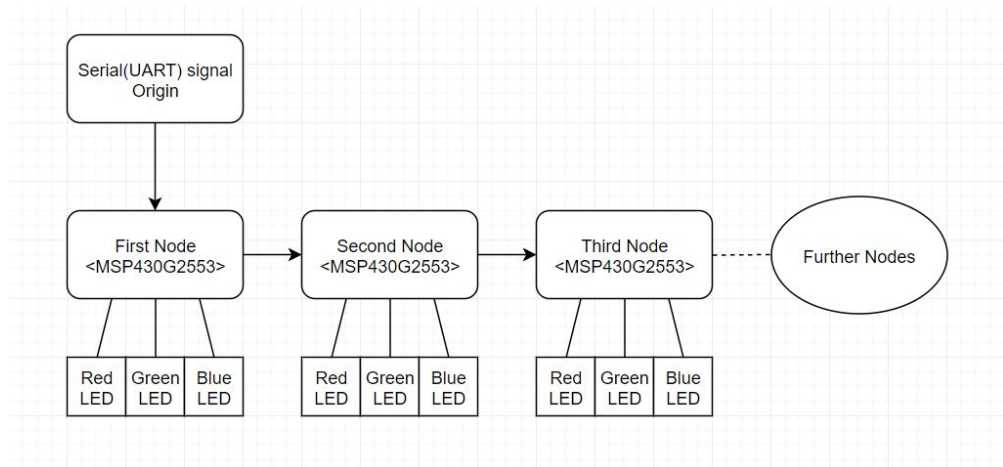 Serial(UART) signal
Origin
First Node
<MSP430G2553>
Second Node
<MSP430G2553>
Third Node
<MSP430G2553>
Further Nodes
Red
LED
Green
LED
Blue
LED
Red
LED
Green
LED
Blue
LED
Red
LED
Green
LED
Blue
LED